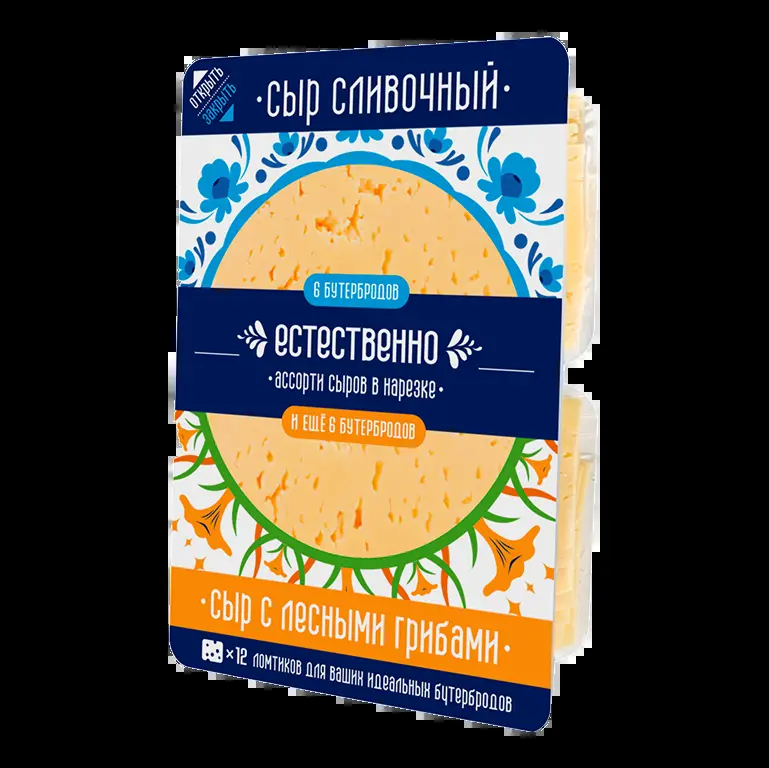 ОТКРЫТЬ
ЗАКРЫТЬ
·СЫР СЛИВОЧНЫЙ·
6 БУТЕРБРОДОВ
ЕСТЕСТВЕННО
·АССОРТИ СЫРОВ В НАРЕЗКЕ·
И ЕЩЁ 6 БУТЕРБРОДОВ
·СЫР С ЛЕСНЫМИ ГРИБАМИ·
×12 ЛОМТИКОВ ДЛЯ ВАШИХ ИДЕАЛЬНЫХ БУТЕРБРОДОВ